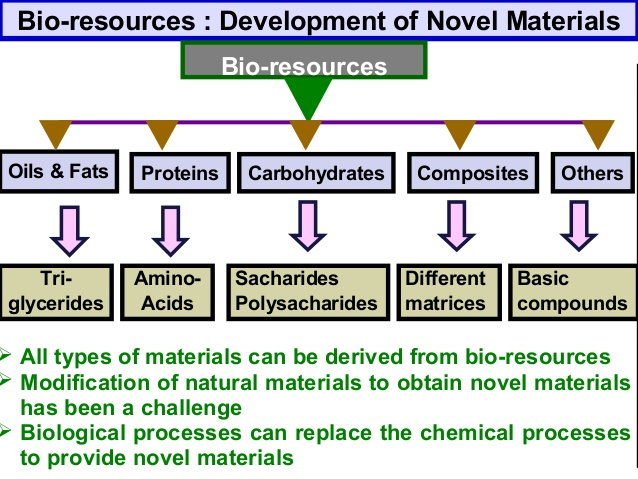 Bio-resources : Development of Novel Materials
Bio-resources
Oils & Fats
Proteins
Carbohydrates
Composites
Others
Tri-
glycerides
Amino-
Acids
Sacharides
Polysacharides
Different
matrices
Basic
compounds
All types of materials can be derived from bio-resources
Modification of natural materials to obtain novel materials
has been a challenge
Biological processes can replace the chemical processes
to provide novel materials